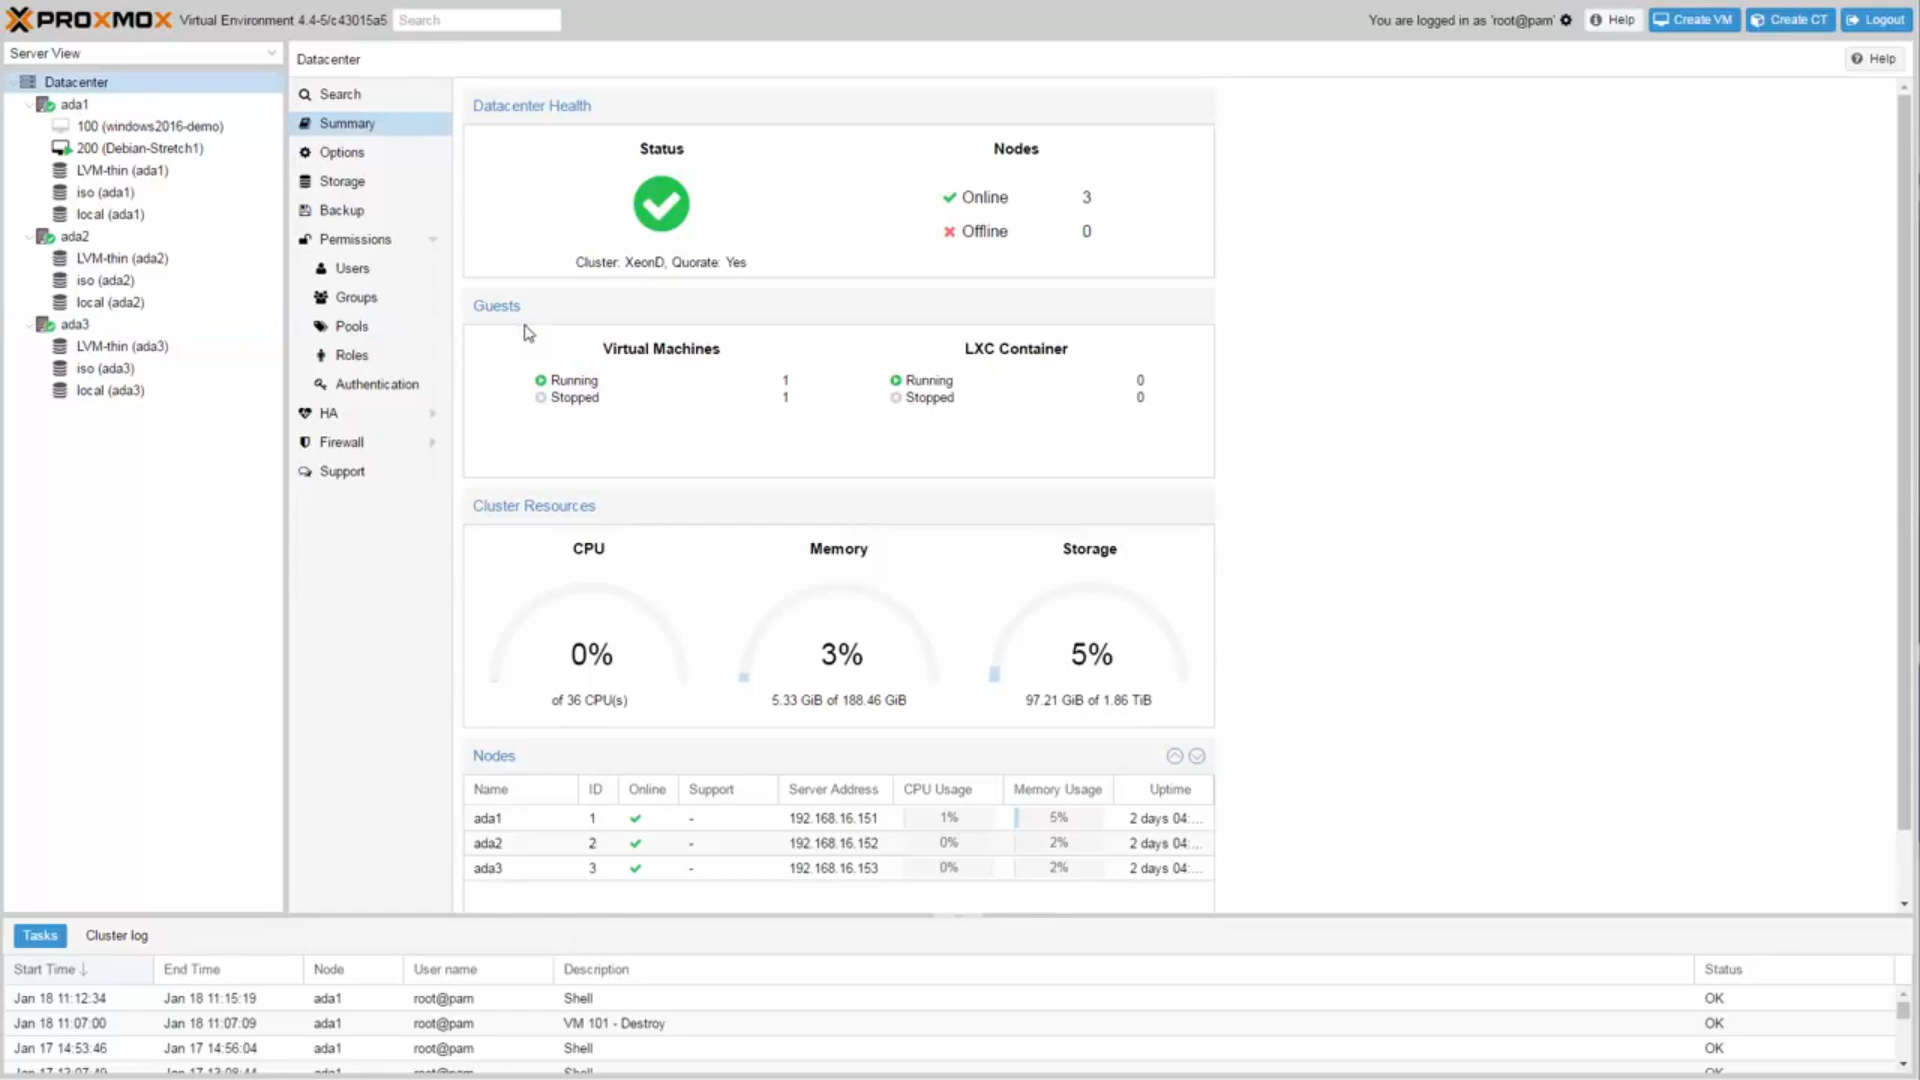 PROXMOX Virtual Environment 4.4-5/c43015a5 Search You are logged in as 'root@pam' Help Create VM Create CT Logout
Server View
Datacenter
ada1
100 (windows2016-demo)
200 (Debian-Stretch1)
LVM-thin (ada1)
iso (ada1)
local (ada1)
ada2
LVM-thin (ada2)
iso (ada2)
local (ada2)
ada3
LVM-thin (ada3)
iso (ada3)
local (ada3)
Datacenter Help
Search
Summary
Options
Storage
Backup
Permissions
Users
Groups
Pools
Roles
Authentication
HA
Firewall
Support
Datacenter Health
Status Nodes
Online 3
Offline 0
Cluster: XeonD, Quorate: Yes
Guests
Virtual Machines LXC Container
Running 1 Running 0
Stopped 1 Stopped 0
Cluster Resources
CPU Memory Storage
0% 3% 5%
of 36 CPU(s) 5.33 GiB of 188.46 GiB 97.21 GiB of 1.86 TiB
Nodes
Name ID Online Support Server Address CPU Usage Memory Usage Uptime
ada1 1 - 192.168.16.151 1% 5% 2 days 04:...
ada2 2 - 192.168.16.152 0% 2% 2 days 04:...
ada3 3 - 192.168.16.153 0% 2% 2 days 04:...
Tasks Cluster log
Start Time End Time Node User name Description Status
Jan 18 11:12:34 Jan 18 11:15:19 ada1 root@pam Shell OK
Jan 18 11:07:00 Jan 18 11:07:09 ada1 root@pam VM 101 - Destroy OK
Jan 17 14:53:46 Jan 17 14:56:04 ada1 root@pam Shell OK
Jan 17 Jan 17 ada1 root@pam Shell OK